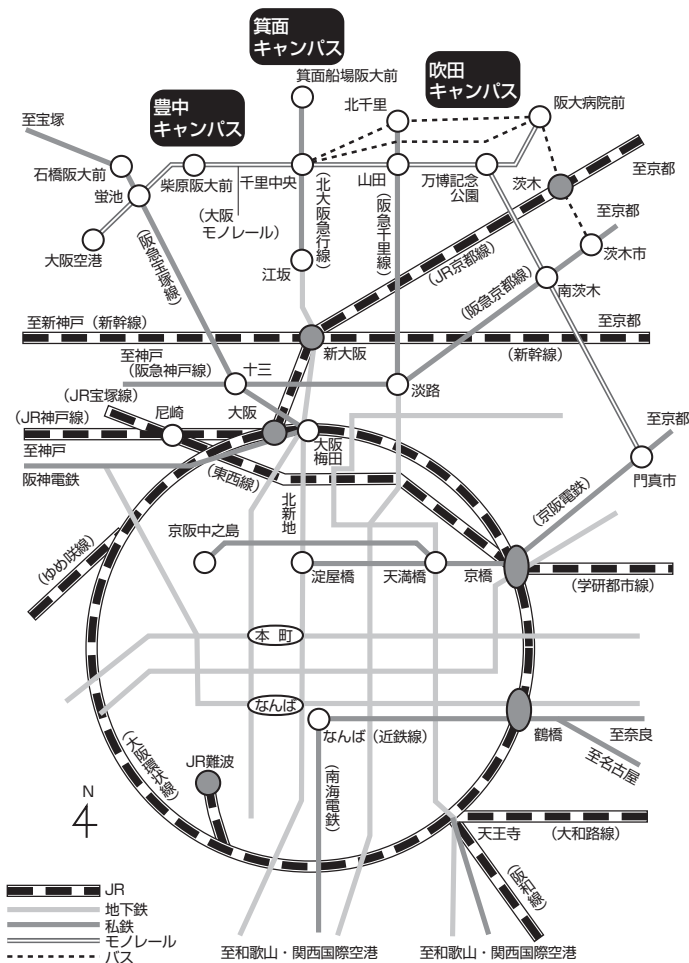 箕面
キャンパス
箕面船場阪大前
吹田
キャンパス
北千里
阪大病院前
豊中
キャンパス
至宝塚
石橋阪大前
蛍池
柴原阪大前
千里中央
山田
万博記念
公園
茨木
至京都
(大阪
モノレール)
(北大阪急行線)
(阪急千里線)
至京都
茨木市
大阪空港
(阪急宝塚線)
江坂
(JR京都線)
(阪急京都線)
南茨木
至新神戸(新幹線)
至京都
新大阪
(新幹線)
至神戸
(阪急神戸線)
十三
淡路
(JR宝塚線)
尼崎
大阪
(JR神戸線)
大阪
梅田
至京都
至神戸
阪神電鉄
(東西線)
門真市
北新地
(京阪電鉄)
京阪中之島
(ゆめ咲線)
淀屋橋
天満橋
京橋
(学研都市線)
本町
なんば
なんば(近鉄線)
鶴橋
至奈良
至名古屋
(大阪環状線)
JR難波
(南海電鉄)
N
天王寺
(大和路線)
(阪和線)
JR
地下鉄
私鉄
モノレール
バス
至和歌山・関西国際空港
至和歌山・関西国際空港